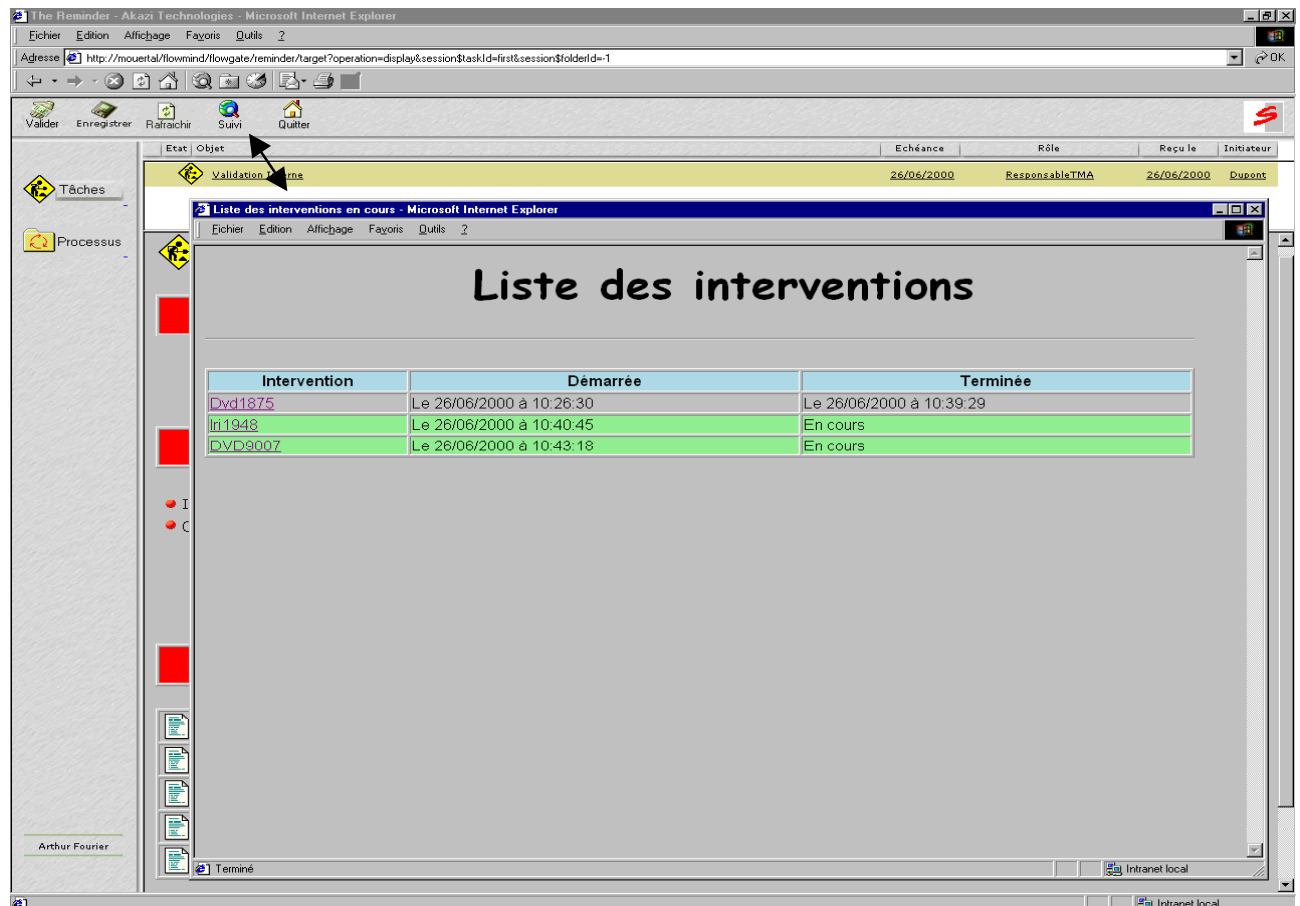 The Reminder - Akazi Technologies - Microsoft Internet Explorer
Fichier Edition Affichage Favoris Outils ?
Adresse http://mouertal/flowmind/flowgate/reminder/target?operation=display&session$taskId=first&session$folderId=-1 OK
Valider Enregistrer Rafraichir Suivi Quitter
Etat Objet Echéance Rôle Reçu le Initiateur
Validation Interne 26/06/2000 ResponsableTMA 26/06/2000 Dupont
Tâches
Processus
Liste des interventions en cours - Microsoft Internet Explorer
Fichier Edition Affichage Favoris Outils ?
Liste des interventions
Intervention Démarrée Terminée
Dvd1875 Le 26/06/2000 à 10:26:30 Le 26/06/2000 à 10:39:29
Iri1948 Le 26/06/2000 à 10:40:45 En cours
DVD9007 Le 26/06/2000 à 10:43:18 En cours
I
C
Arthur Fourier
Terminé Intranet local
Intranet local